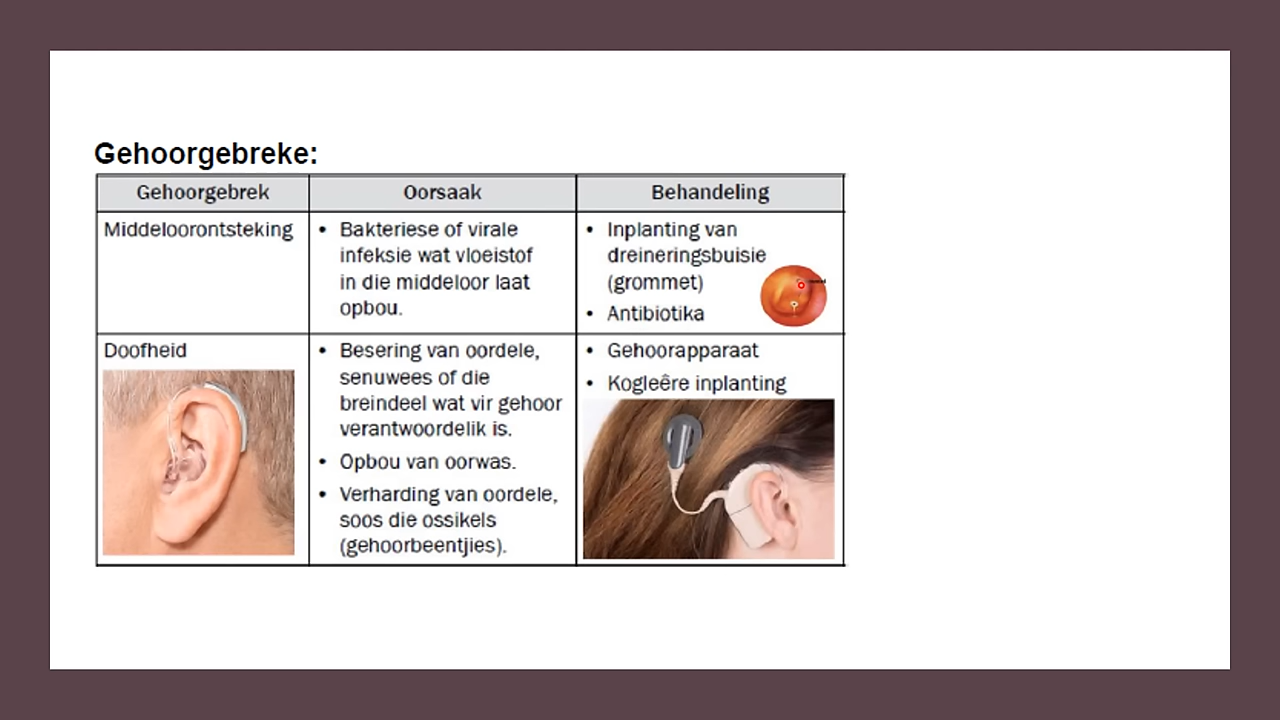 Gehoorgebreke:
Gehoorgebrek
Oorsaak
Behandeling
Middeloorontsteking
• Bakteriese of virale
infeksie wat vloeistof
in die middeloor laat
opbou.
• Inplanting van
dreineringsbuisie
(grommet)
• Antibiotika
Doofheid
• Besering van oordele,
senuwees of die
breindeel wat vir gehoor
verantwoordelik is.
• Opbou van oorwas.
• Verharding van oordele,
soos die ossikels
(gehoorbeentjies).
• Gehoorapparaat
• Kogleêre inplanting